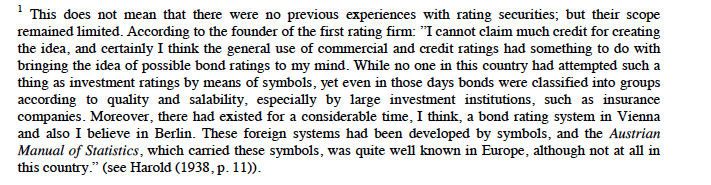 1 This does not mean that there were no previous experiences with rating securities; but their scope
remained limited. According to the founder of the first rating firm: ”I cannot claim much credit for creating
the idea, and certainly I think the general use of commercial and credit ratings had something to do with
bringing the idea of possible bond ratings to my mind. While no one in this country had attempted such a
thing as investment ratings by means of symbols, yet even in those days bonds were classified into groups
according to quality and salability, especially by large investment institutions, such as insurance
companies. Moreover, there had existed for a considerable time, I think, a bond rating system in Vienna
and also I believe in Berlin. These foreign systems had been developed by symbols, and the Austrian
Manual of Statistics, which carried these symbols, was quite well known in Europe, although not at all in
this country.” (see Harold (1938, p. 11)).